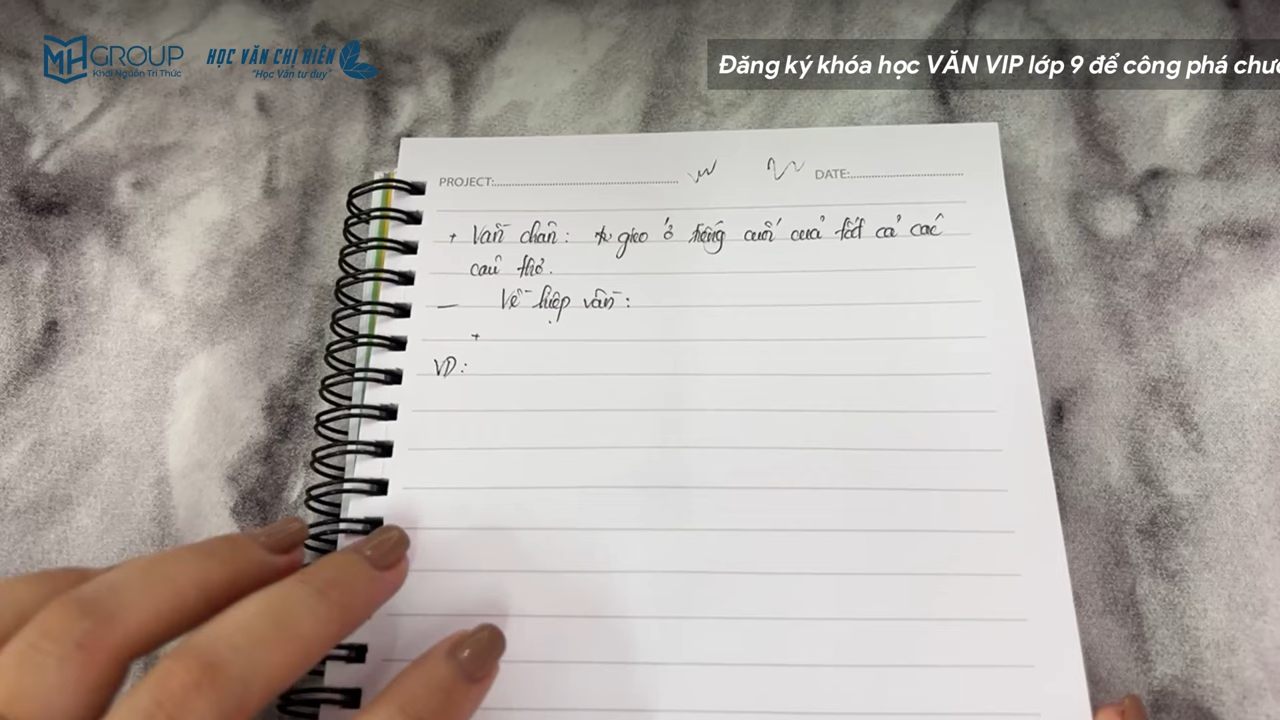 MH GROUP
Khơi Nguồn Tri Thức
HỌC VĂN CHỊ HIÊN
"Học Văn tư duy"
Đăng ký khóa học VĂN VIP lớp 9 để công phá chươ
PROJECT:
DATE:
+ Vần chân: gieo ở tiếng cuối của tất cả các
câu thơ.
— Về hiệp vần:
+
VD: